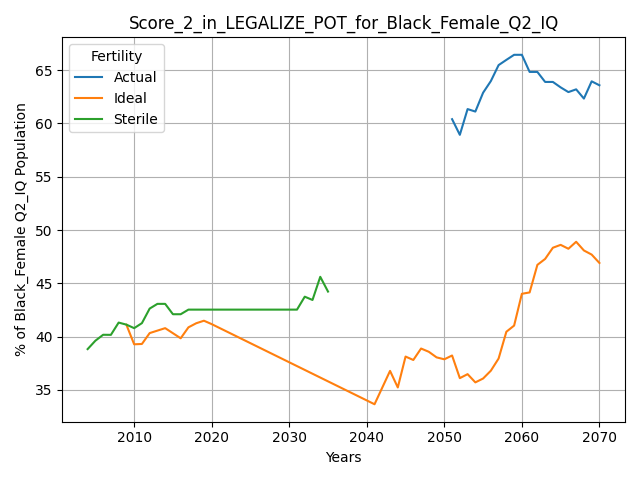 Score_2_in_LEGALIZE_POT_for_Black_Female_Q2_IQ
Fertility
Actual
Ideal
Sterile
% of Black_Female Q2_IQ Population
65
60
55
50
45
40
35
2010
2020
2030
2040
2050
2060
2070
Years